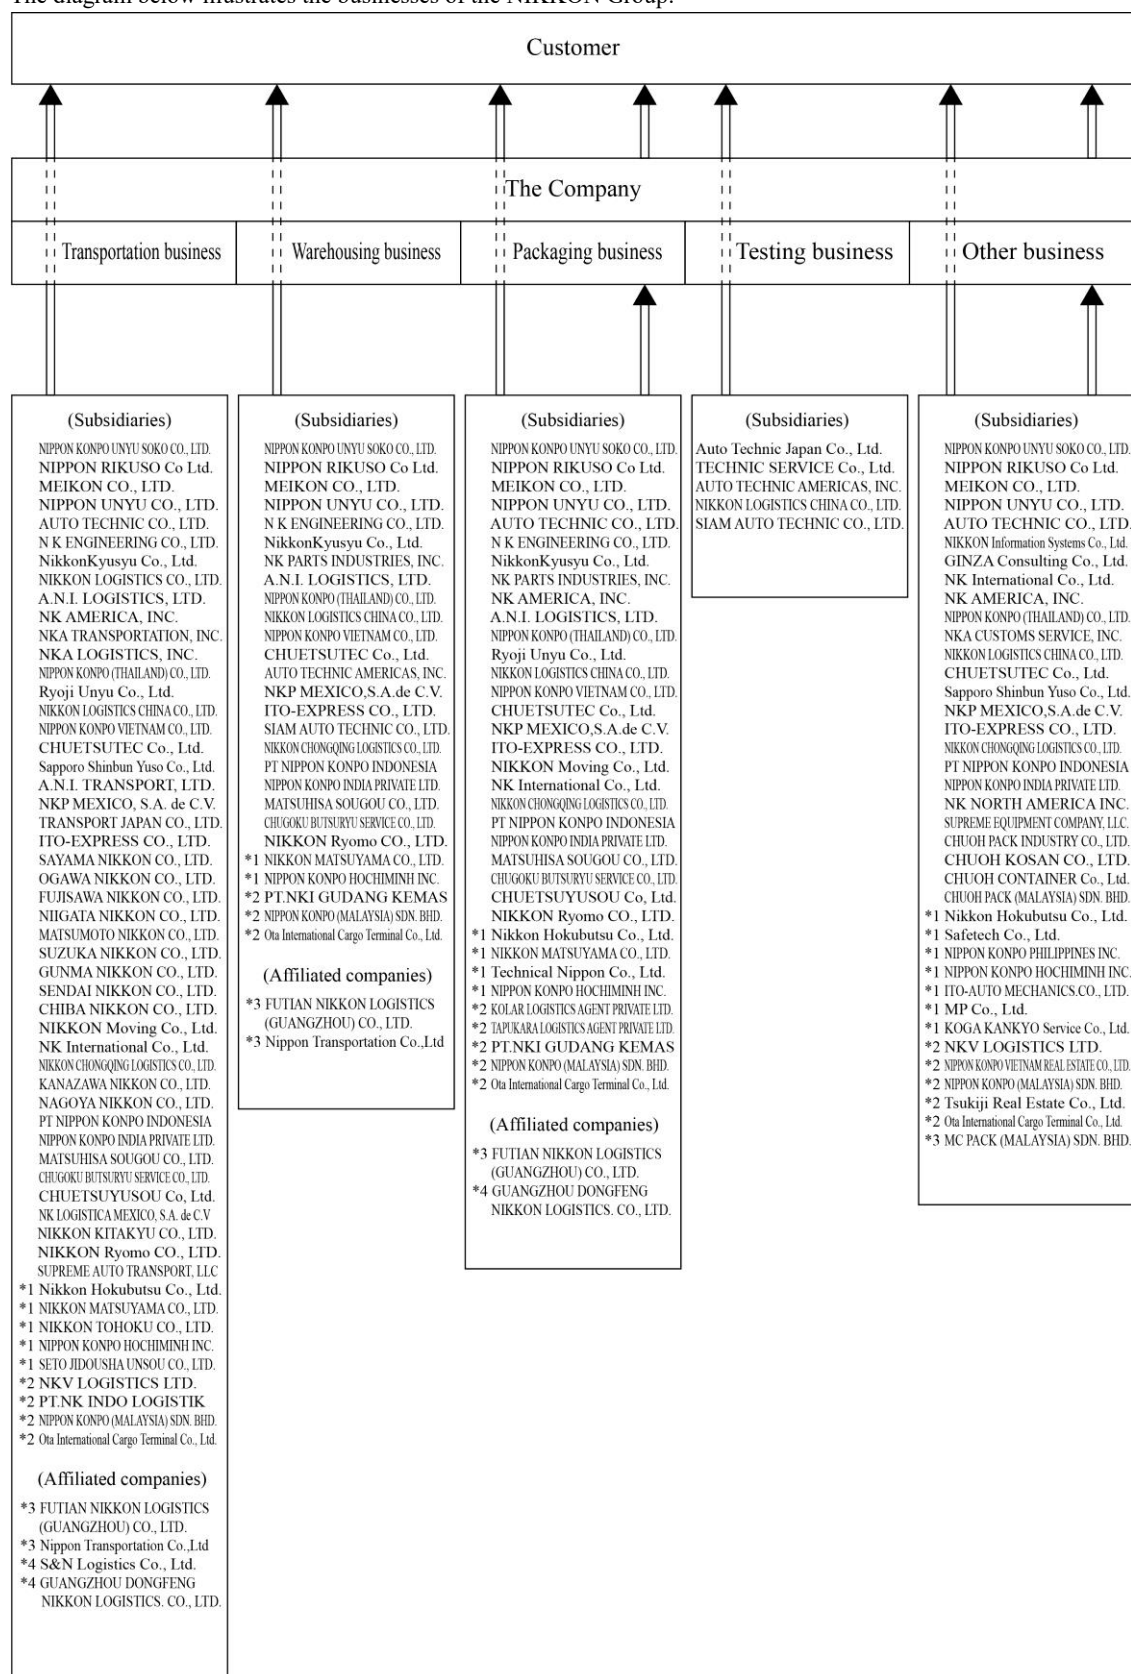 The diagram below illustrates the businesses of the NIKKON Group.
Customer
The Company
Transportation business
Warehousing business
Packaging business
Testing business
Other business
(Subsidiaries)
NIPPON KONPO UNYU SOKO CO., LTD.
NIPPON RIKUSO Co Ltd.
MEIKON CO., LTD.
NIPPON UNYU CO., LTD.
AUTO TECHNIC CO., LTD.
N K ENGINEERING CO., LTD.
NikkonKyusyu Co., Ltd.
NIKKON LOGISTICS CO., LTD.
A.N.I. LOGISTICS, LTD.
NK AMERICA, INC.
NKA TRANSPORTATION, INC.
NKA LOGISTICS, INC.
NIPPON KONPO (THAILAND) CO., LTD.
Ryoji Unyu Co., Ltd.
NIKKON LOGISTICS CHINA CO., LTD.
NIPPON KONPO VIETNAM CO., LTD.
CHUETSUTEC Co., Ltd.
Sapporo Shinbun Yuso Co., Ltd.
A.N.I. TRANSPORT, LTD.
NKP MEXICO, S.A. de C.V.
TRANSPORT JAPAN CO., LTD.
ITO-EXPRESS CO., LTD.
SAYAMA NIKKON CO., LTD.
OGAWA NIKKON CO., LTD.
FUJISAWA NIKKON CO., LTD.
NIIGATA NIKKON CO., LTD.
MATSUMOTO NIKKON CO., LTD.
SUZUKA NIKKON CO., LTD.
GUNMA NIKKON CO., LTD.
SENDAI NIKKON CO., LTD.
CHIBA NIKKON CO., LTD.
NIKKON Moving Co., Ltd.
NK International Co., Ltd.
NIKKON CHONGQING LOGISTICS CO., LTD.
KANAZAWA NIKKON CO., LTD.
NAGOYA NIKKON CO., LTD.
PT NIPPON KONPO INDONESIA
NIPPON KONPO INDIA PRIVATE LTD.
MATSUHISA SOUGOU CO., LTD.
CHUGOKU BUTSURYU SERVICE CO., LTD.
CHUETSUYUSOU Co, Ltd.
NK LOGISTICA MEXICO, S.A. de C.V
NIKKON KITAKYU CO., LTD.
NIKKON Ryomo CO., LTD.
SUPREME AUTO TRANSPORT, LLC
*1 Nikkon Hokubutsu Co., Ltd.
*1 NIKKON MATSUYAMA CO., LTD.
*1 NIKKON TOHOKU CO., LTD.
*1 NIPPON KONPO HOCHIMINH INC.
*1 SETO JIDOUSHA UNSOU CO., LTD.
*2 NKV LOGISTICS LTD.
*2 PT.NK INDO LOGISTIK
*2 NIPPON KONPO (MALAYSIA) SDN. BHD.
*2 Ota International Cargo Terminal Co., Ltd.
(Affiliated companies)
*3 FUTIAN NIKKON LOGISTICS
(GUANGZHOU) CO., LTD.
*3 Nippon Transportation Co.,Ltd
*4 S&N Logistics Co., Ltd.
*4 GUANGZHOU DONGFENG
NIKKON LOGISTICS. CO., LTD.
(Subsidiaries)
NIPPON KONPO UNYU SOKO CO., LTD.
NIPPON RIKUSO Co Ltd.
MEIKON CO., LTD.
NIPPON UNYU CO., LTD.
N K ENGINEERING CO., LTD.
NikkonKyusyu Co., Ltd.
NK PARTS INDUSTRIES, INC.
A.N.I. LOGISTICS, LTD.
NIPPON KONPO (THAILAND) CO., LTD.
NIKKON LOGISTICS CHINA CO., LTD.
NIPPON KONPO VIETNAM CO., LTD.
CHUETSUTEC Co., Ltd.
AUTO TECHNIC AMERICAS, INC.
NKP MEXICO,S.A.de C.V.
ITO-EXPRESS CO., LTD.
SIAM AUTO TECHNIC CO., LTD.
NIKKON CHONGQING LOGISTICS CO., LTD.
PT NIPPON KONPO INDONESIA
NIPPON KONPO INDIA PRIVATE LTD.
MATSUHISA SOUGOU CO., LTD.
CHUGOKU BUTSURYU SERVICE CO., LTD.
NIKKON Ryomo CO., LTD.
*1 NIKKON MATSUYAMA CO., LTD.
*1 NIPPON KONPO HOCHIMINH INC.
*2 PT.NKI GUDANG KEMAS
*2 NIPPON KONPO (MALAYSIA) SDN. BHD.
*2 Ota International Cargo Terminal Co., Ltd.
(Affiliated companies)
*3 FUTIAN NIKKON LOGISTICS
(GUANGZHOU) CO., LTD.
*3 Nippon Transportation Co.,Ltd
(Subsidiaries)
NIPPON KONPO UNYU SOKO CO., LTD.
NIPPON RIKUSO Co Ltd.
MEIKON CO., LTD.
NIPPON UNYU CO., LTD.
AUTO TECHNIC CO., LTD.
N K ENGINEERING CO., LTD.
NikkonKyusyu Co., Ltd.
NK PARTS INDUSTRIES, INC.
NK AMERICA, INC.
A.N.I. LOGISTICS, LTD.
NIPPON KONPO (THAILAND) CO., LTD.
Ryoji Unyu Co., Ltd.
NIKKON LOGISTICS CHINA CO., LTD.
NIPPON KONPO VIETNAM CO., LTD.
CHUETSUTEC Co., Ltd.
NKP MEXICO,S.A.de C.V.
ITO-EXPRESS CO., LTD.
NIKKON Moving Co., Ltd.
NK International Co., Ltd.
NIKKON CHONGQING LOGISTICS CO., LTD.
PT NIPPON KONPO INDONESIA
NIPPON KONPO INDIA PRIVATE LTD.
MATSUHISA SOUGOU CO., LTD.
CHUGOKU BUTSURYU SERVICE CO., LTD.
CHUETSUYUSOU Co, Ltd.
NIKKON Ryomo CO., LTD.
*1 Nikkon Hokubutsu Co., Ltd.
*1 NIKKON MATSUYAMA CO., LTD.
*1 Technical Nippon Co., Ltd.
*1 NIPPON KONPO HOCHIMINH INC.
*2 KOLAR LOGISTICS AGENT PRIVATE LTD.
*2 TAPUKARA LOGISTICS AGENT PRIVATE LTD.
*2 PT.NKI GUDANG KEMAS
*2 NIPPON KONPO (MALAYSIA) SDN. BHD.
*2 Ota International Cargo Terminal Co., Ltd.
(Affiliated companies)
*3 FUTIAN NIKKON LOGISTICS
(GUANGZHOU) CO., LTD.
*4 GUANGZHOU DONGFENG
NIKKON LOGISTICS. CO., LTD.
(Subsidiaries)
Auto Technic Japan Co., Ltd.
TECHNIC SERVICE Co., Ltd.
AUTO TECHNIC AMERICAS, INC.
NIKKON LOGISTICS CHINA CO., LTD.
SIAM AUTO TECHNIC CO., LTD.
(Subsidiaries)
NIPPON KONPO UNYU SOKO CO., LTD.
NIPPON RIKUSO Co Ltd.
MEIKON CO., LTD.
NIPPON UNYU CO., LTD.
AUTO TECHNIC CO., LTD.
NIKKON Information Systems Co., Ltd.
GINZA Consulting Co., Ltd.
NK International Co., Ltd.
NK AMERICA, INC.
NIPPON KONPO (THAILAND) CO., LTD.
NKA CUSTOMS SERVICE, INC.
NIKKON LOGISTICS CHINA CO., LTD.
CHUETSUTEC Co., Ltd.
Sapporo Shinbun Yuso Co., Ltd.
NKP MEXICO,S.A.de C.V.
ITO-EXPRESS CO., LTD.
NIKKON CHONGQING LOGISTICS CO., LTD.
PT NIPPON KONPO INDONESIA
NIPPON KONPO INDIA PRIVATE LTD.
NK NORTH AMERICA INC.
SUPREME EQUIPMENT COMPANY, LLC.
CHUOH PACK INDUSTRY CO., LTD.
CHUOH KOSAN CO., LTD.
CHUOH CONTAINER Co., Ltd.
CHUOH PACK (MALAYSIA) SDN. BHD.
*1 Nikkon Hokubutsu Co., Ltd.
*1 Safetech Co., Ltd.
*1 NIPPON KONPO PHILIPPINES INC.
*1 NIPPON KONPO HOCHIMINH INC.
*1 ITO-AUTO MECHANICS.CO., LTD.
*1 MP Co., Ltd.
*1 KOGA KANKYO Service Co., Ltd.
*2 NKV LOGISTICS LTD.
*2 NIPPON KONPO VIETNAM REAL ESTATE CO., LTD.
*2 NIPPON KONPO (MALAYSIA) SDN. BHD.
*2 Tsukiji Real Estate Co., Ltd.
*2 Ota International Cargo Terminal Co., Ltd.
*3 MC PACK (MALAYSIA) SDN. BHD.